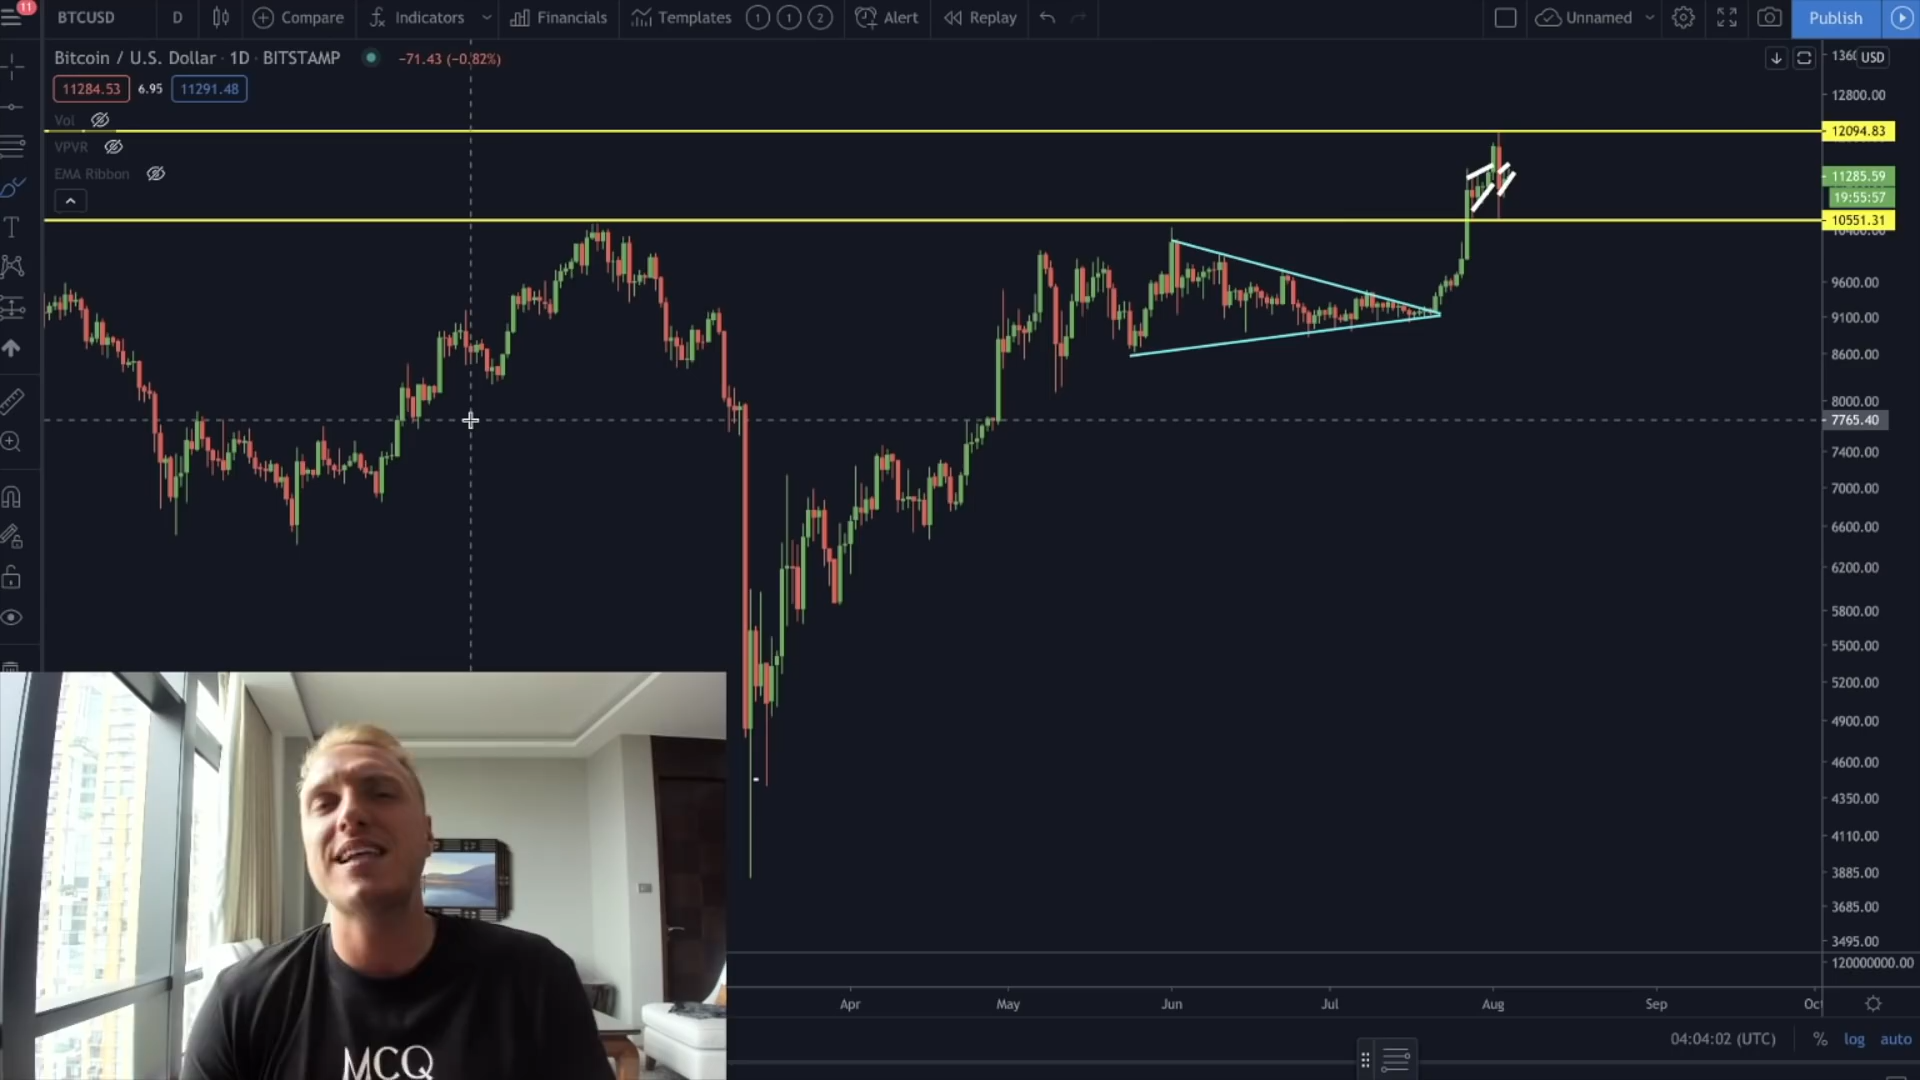 11
BTCUSD D Compare Indicators Financials Templates 1 1 2 Alert Replay Unnamed Publish
Bitcoin / U.S. Dollar · 1D · BITSTAMP −71.43 (−0.82%)
USD
11284.53 6.95 11291.48
12800.00
Vol
12094.83
VPVR
EMA Ribbon
11285.59
19:55:57
10551.31
9600.00
9100.00
8600.00
8000.00
7765.40
7400.00
7000.00
6600.00
6200.00
5800.00
5500.00
5200.00
4900.00
4600.00
4350.00
4110.00
3885.00
3685.00
3495.00
120000000.00
Apr May Jun Jul Aug Sep
04:04:02 (UTC) % log auto
MCQ